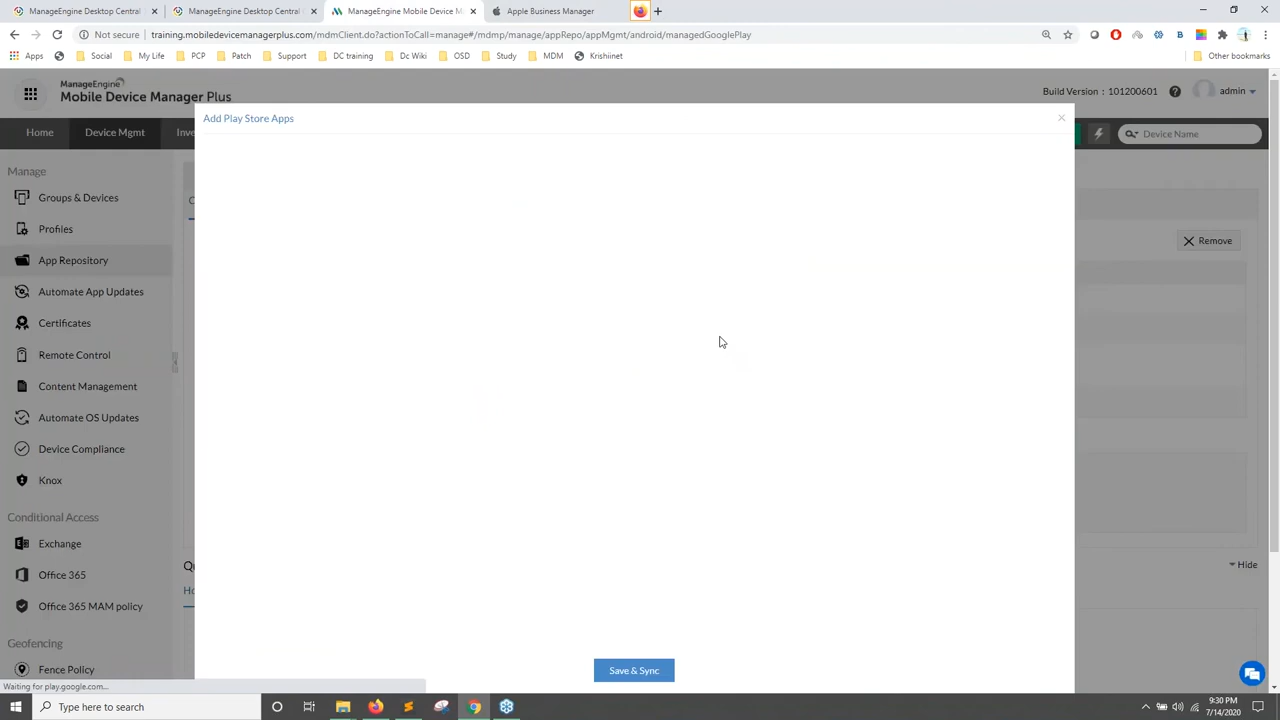 ManageEngine Desktop Central
ManageEngine Desktop Central
ManageEngine Mobile Device M
Apple Business Manager
Not secure
training.mobiledevicemanagerplus.com/mdmClient.do?actionToCall=manage#/mdmp/manage/appRepo/appMgmt/android/managedGooglePlay
Apps
Social
My Life
PCP
Patch
Support
DC training
Dc Wiki
OSD
Study
MDM
Krishiinet
Other bookmarks
ManageEngine
Mobile Device Manager Plus
Build Version : 101200601
admin
Home
Device Mgmt
Inve
Device Name
Add Play Store Apps
Manage
Groups & Devices
Profiles
App Repository
Remove
Automate App Updates
Certificates
Remote Control
Content Management
Automate OS Updates
Device Compliance
Knox
Conditional Access
Exchange
Office 365
Hide
Office 365 MAM policy
Geofencing
Fence Policy
Save & Sync
Waiting for play.google.com...
Type here to search
9:30 PM
7/14/2020